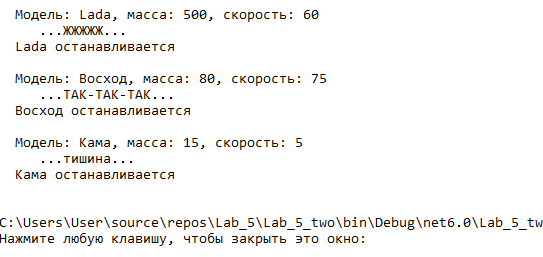 Модель: Lada, масса: 500, скорость: 60
...ЖЖЖЖЖ...
Lada останавливается
Модель: Восход, масса: 80, скорость: 75
...ТАК-ТАК-ТАК...
Восход останавливается
Модель: Кама, масса: 15, скорость: 5
...тишина...
Кама останавливается
C:\Users\User\source\repos\Lab_5\Lab_5_two\bin\Debug\net6.0\Lab_5_tw
Нажмите любую клавишу, чтобы закрыть это окно: